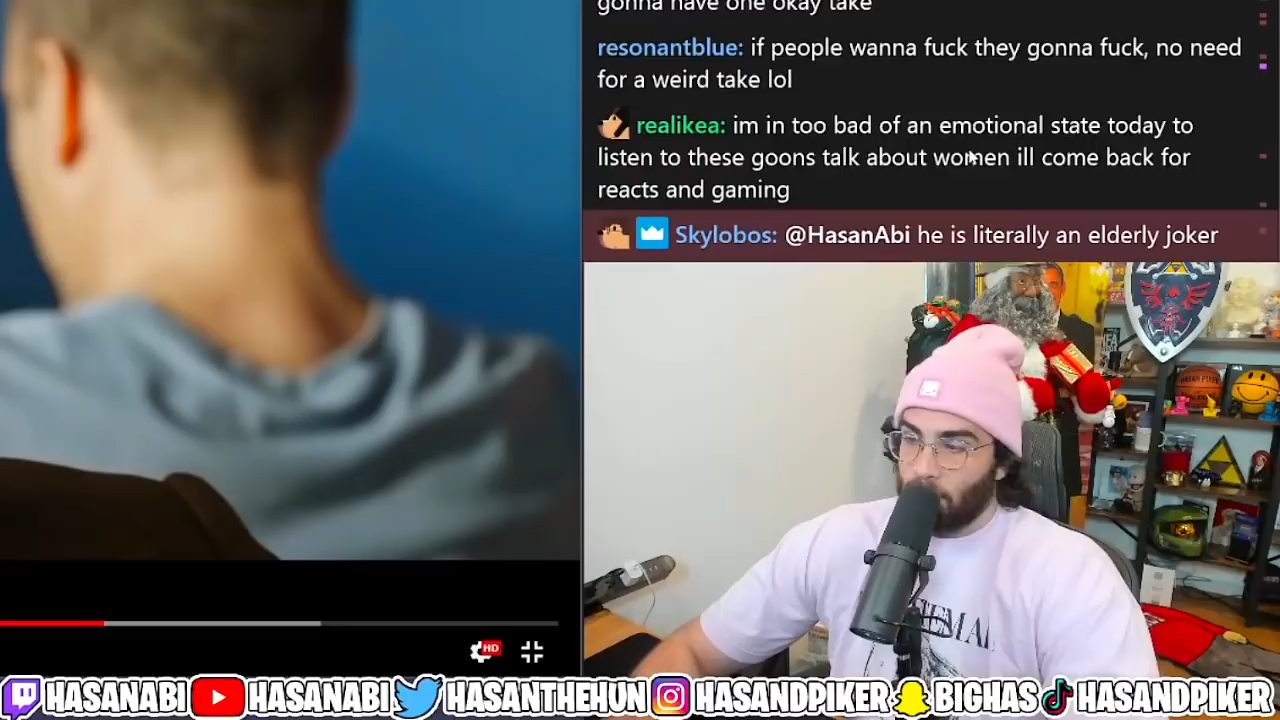 gonna have one okay take
resonantblue: if people wanna fuck they gonna fuck, no need
for a weird take lol
realikea: im in too bad of an emotional state today to
listen to these goons talk about women ill come back for
reacts and gaming
Skylobos: @HasanAbi he is literally an elderly joker
HD
HASANABI HASANABI HASANTHEHUN HASANDPIKER BIGHAS HASANDPIKER